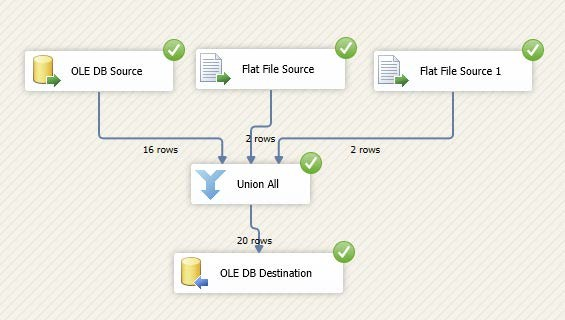 OLE DB Source
Flat File Source
Flat File Source 1
16 rows
2 rows
2 rows
Union All
20 rows
OLE DB Destination